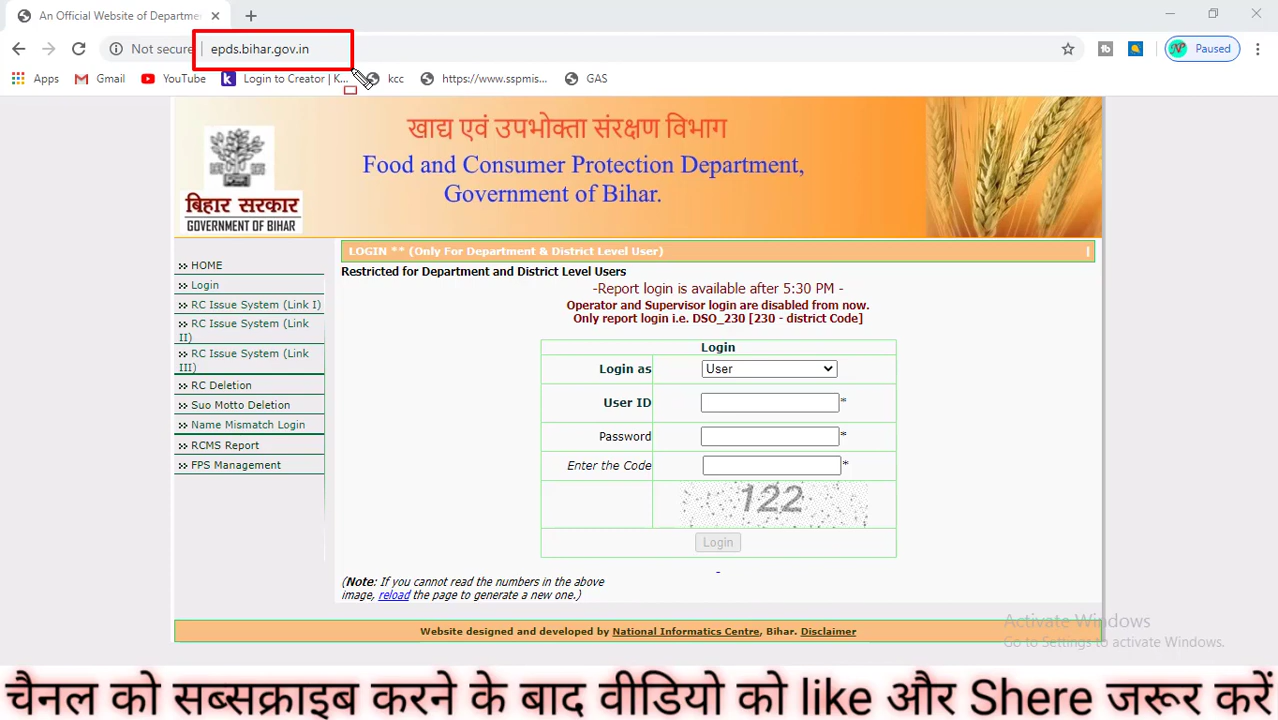 An Official Website of Departme
Not secure epds.bihar.gov.in
Paused
Apps Gmail YouTube Login to Creator | K... kcc https://www.sspmis... GAS
खाद्य एवं उपभोक्ता संरक्षण विभाग
Food and Consumer Protection Department,
Government of Bihar.
बिहार सरकार
GOVERNMENT OF BIHAR
HOME
Login
RC Issue System (Link I)
RC Issue System (Link
II)
RC Issue System (Link
III)
RC Deletion
Suo Motto Deletion
Name Mismatch Login
RCMS Report
FPS Management
LOGIN ** (Only For Department & District Level User) |
Restricted for Department and District Level Users
-Report login is available after 5:30 PM -
Operator and Supervisor login are disabled from now.
Only report login i.e. DSO_230 [230 - district Code]
Login
Login as User
User ID *
Password *
Enter the Code *
122
Login
-
(Note: If you cannot read the numbers in the above
image, reload the page to generate a new one.)
Website designed and developed by National Informatics Centre, Bihar. Disclaimer
Activate Windows
Go to Settings to activate Windows.
चैनल को सब्सक्राइब करने के बाद वीडियो को like और Shere जरूर करें